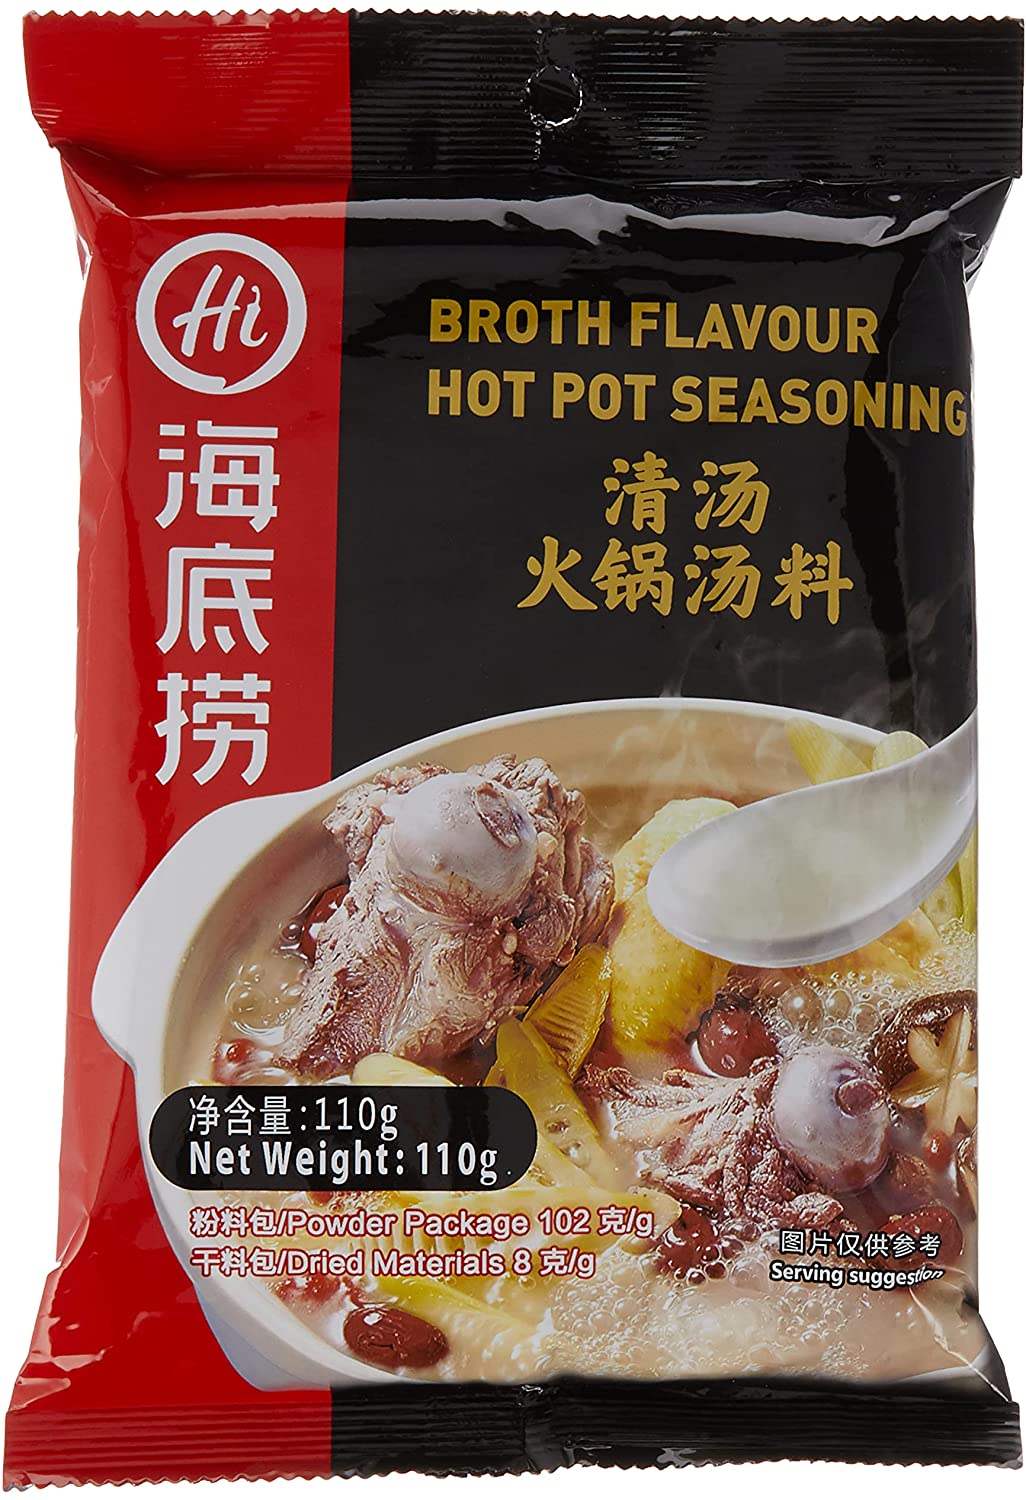 Hi
海底捞
BROTH FLAVOUR
HOT POT SEASONING
清汤
火锅汤料
净含量:110g
Net Weight:110g
粉料包/Powder Package 102 克/g
干料包/Dried Materials 8 克/g
图片仅供参考
Serving suggestion